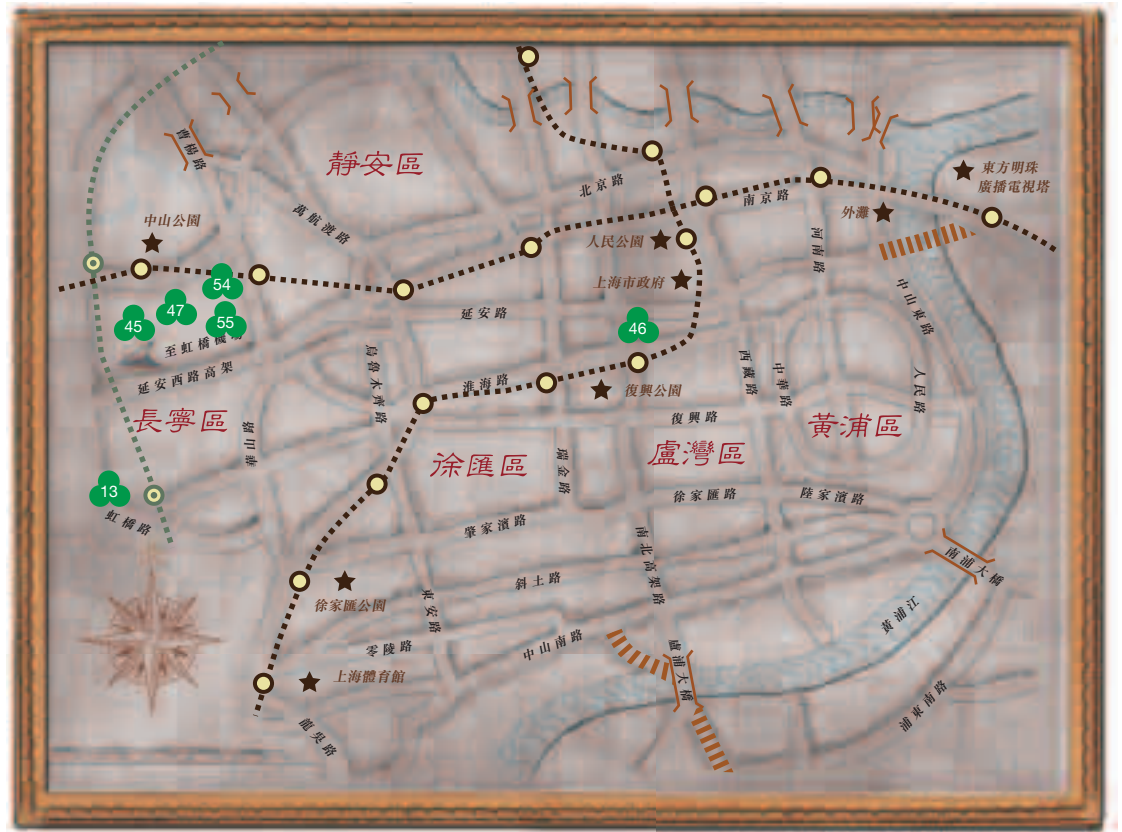 曹楊路
靜安區
東方明珠
廣播電視塔
北京路
南京路
中山公園
萬航渡路
外灘
人民公園
河南路
上海市政府
54
47
45
55
46
中山東路
延安路
至虹橋機場
延安西路高架
烏魯木齊路
淮海路
復興公園
西藏路
中華路
人民路
長寧區
復興路
黃浦區
徐匯區
盧灣區
瑞金路
13
虹橋路
徐家匯路
陸家濱路
肇家濱路
南北高架路
南浦大橋
斜土路
徐家匯公園
東安路
黃浦江
零陵路
中山南路
盧浦大橋
上海體育館
浦東南路
龍吳路